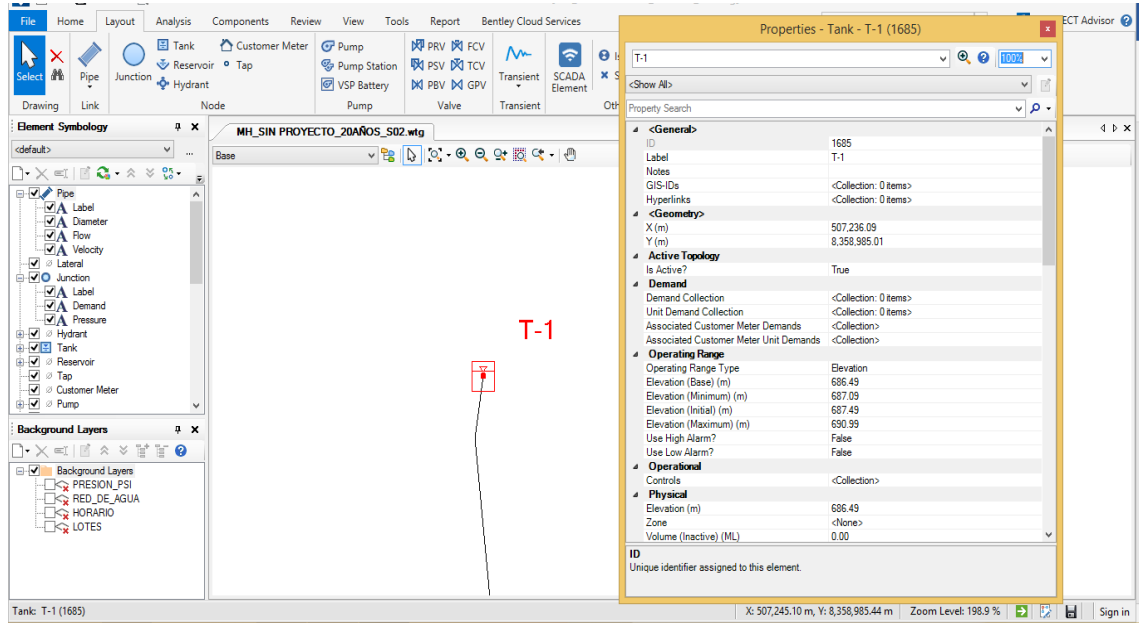 File Home Layout Analysis Components Review View Tools Report Bentley Cloud Services
ECT Advisor
Select
Pipe
Junction
Tank
Reservoir
Hydrant
Customer Meter
Tap
Pump
Pump Station
VSP Battery
PRV FCV
PSV TCV
PBV GPV
Transient
SCADA Element
Drawing Link Node Pump Valve Transient Oth
Element Symbology
<default>
...
Pipe
Label
Diameter
Flow
Velocity
Lateral
Junction
Label
Demand
Pressure
Hydrant
Tank
Reservoir
Tap
Customer Meter
Pump
Background Layers
Background Layers
PRESION_PSI
RED_DE_AGUA
HORARIO
LOTES
MH_SIN PROYECTO_20AÑOS_S02.wtg
Base
T-1
Properties - Tank - T-1 (1685)
T-1
100%
<Show All>
Property Search
<General>
ID 1685
Label T-1
Notes
GIS-IDs <Collection: 0 items>
Hyperlinks <Collection: 0 items>
<Geometry>
X (m) 507,236.09
Y (m) 8,358,985.01
Active Topology
Is Active? True
Demand
Demand Collection <Collection: 0 items>
Unit Demand Collection <Collection: 0 items>
Associated Customer Meter Demands <Collection>
Associated Customer Meter Unit Demands <Collection>
Operating Range
Operating Range Type Elevation
Elevation (Base) (m) 686.49
Elevation (Minimum) (m) 687.09
Elevation (Initial) (m) 687.49
Elevation (Maximum) (m) 690.99
Use High Alarm? False
Use Low Alarm? False
Operational
Controls <Collection>
Physical
Elevation (m) 686.49
Zone <None>
Volume (Inactive) (ML) 0.00
ID
Unique identifier assigned to this element.
Tank: T-1 (1685)
X: 507,245.10 m, Y: 8,358,985.44 m Zoom Level: 198.9 % Sign in